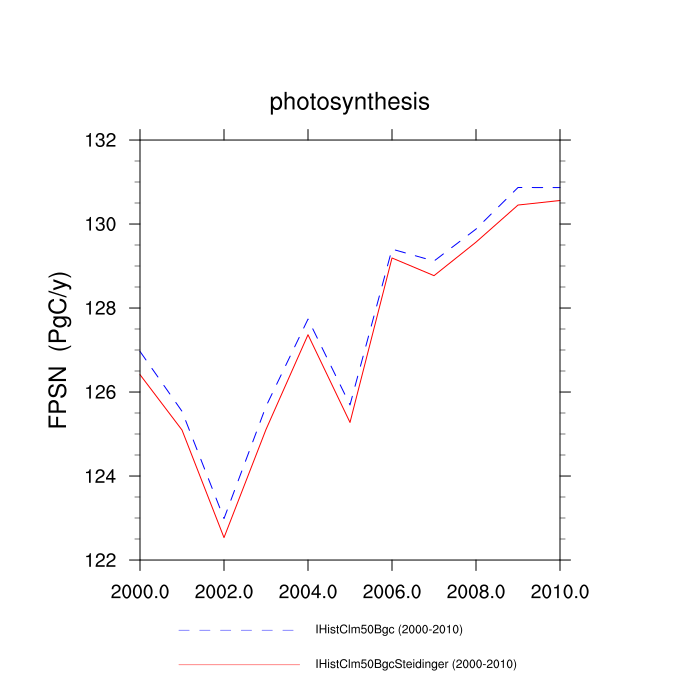 photosynthesis
FPSN (PgC/y)
132
130
128
126
124
122
2000.0 2002.0 2004.0 2006.0 2008.0 2010.0
IHistClm50Bgc (2000-2010)
IHistClm50BgcSteidinger (2000-2010)